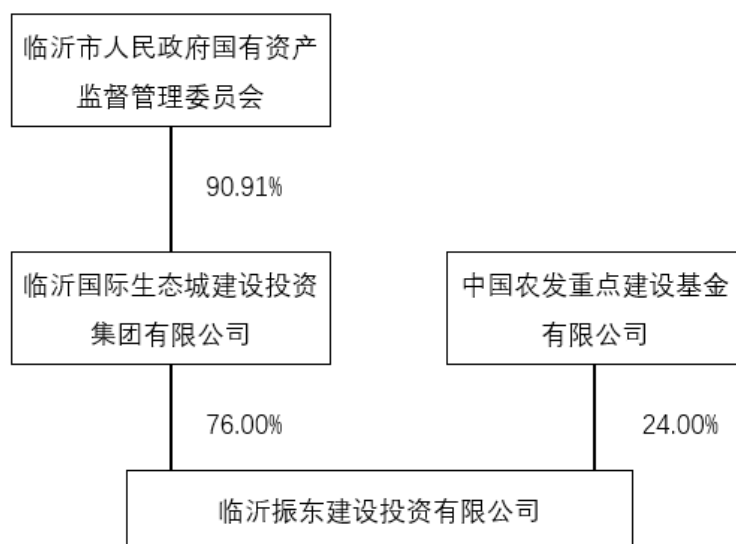 临沂市人民政府国有资产
监督管理委员会
90.91%
临沂国际生态城建设投资
集团有限公司
中国农发重点建设基金
有限公司
76.00%
24.00%
临沂振东建设投资有限公司